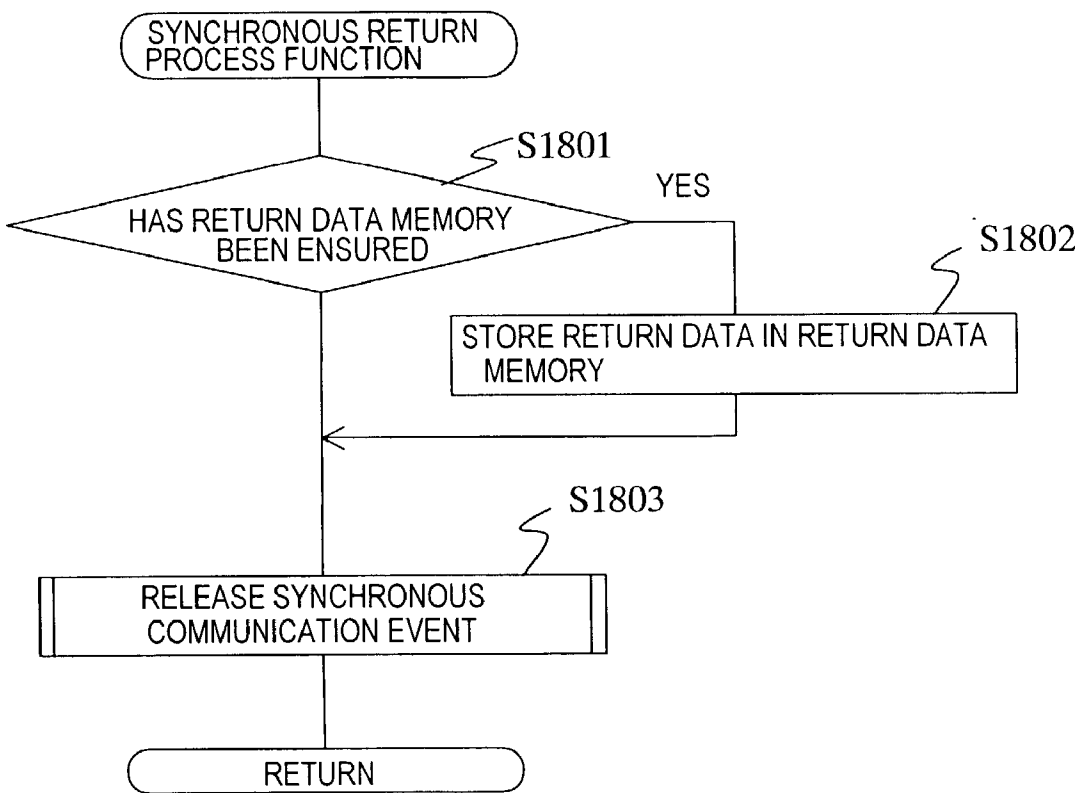 SYNCHRONOUS RETURN
PROCESS FUNCTION
S1801
YES
HAS RETURN DATA MEMORY
BEEN ENSURED
S1802
STORE RETURN DATA IN RETURN DATA
MEMORY
S1803
RELEASE SYNCHRONOUS
COMMUNICATION EVENT
RETURN